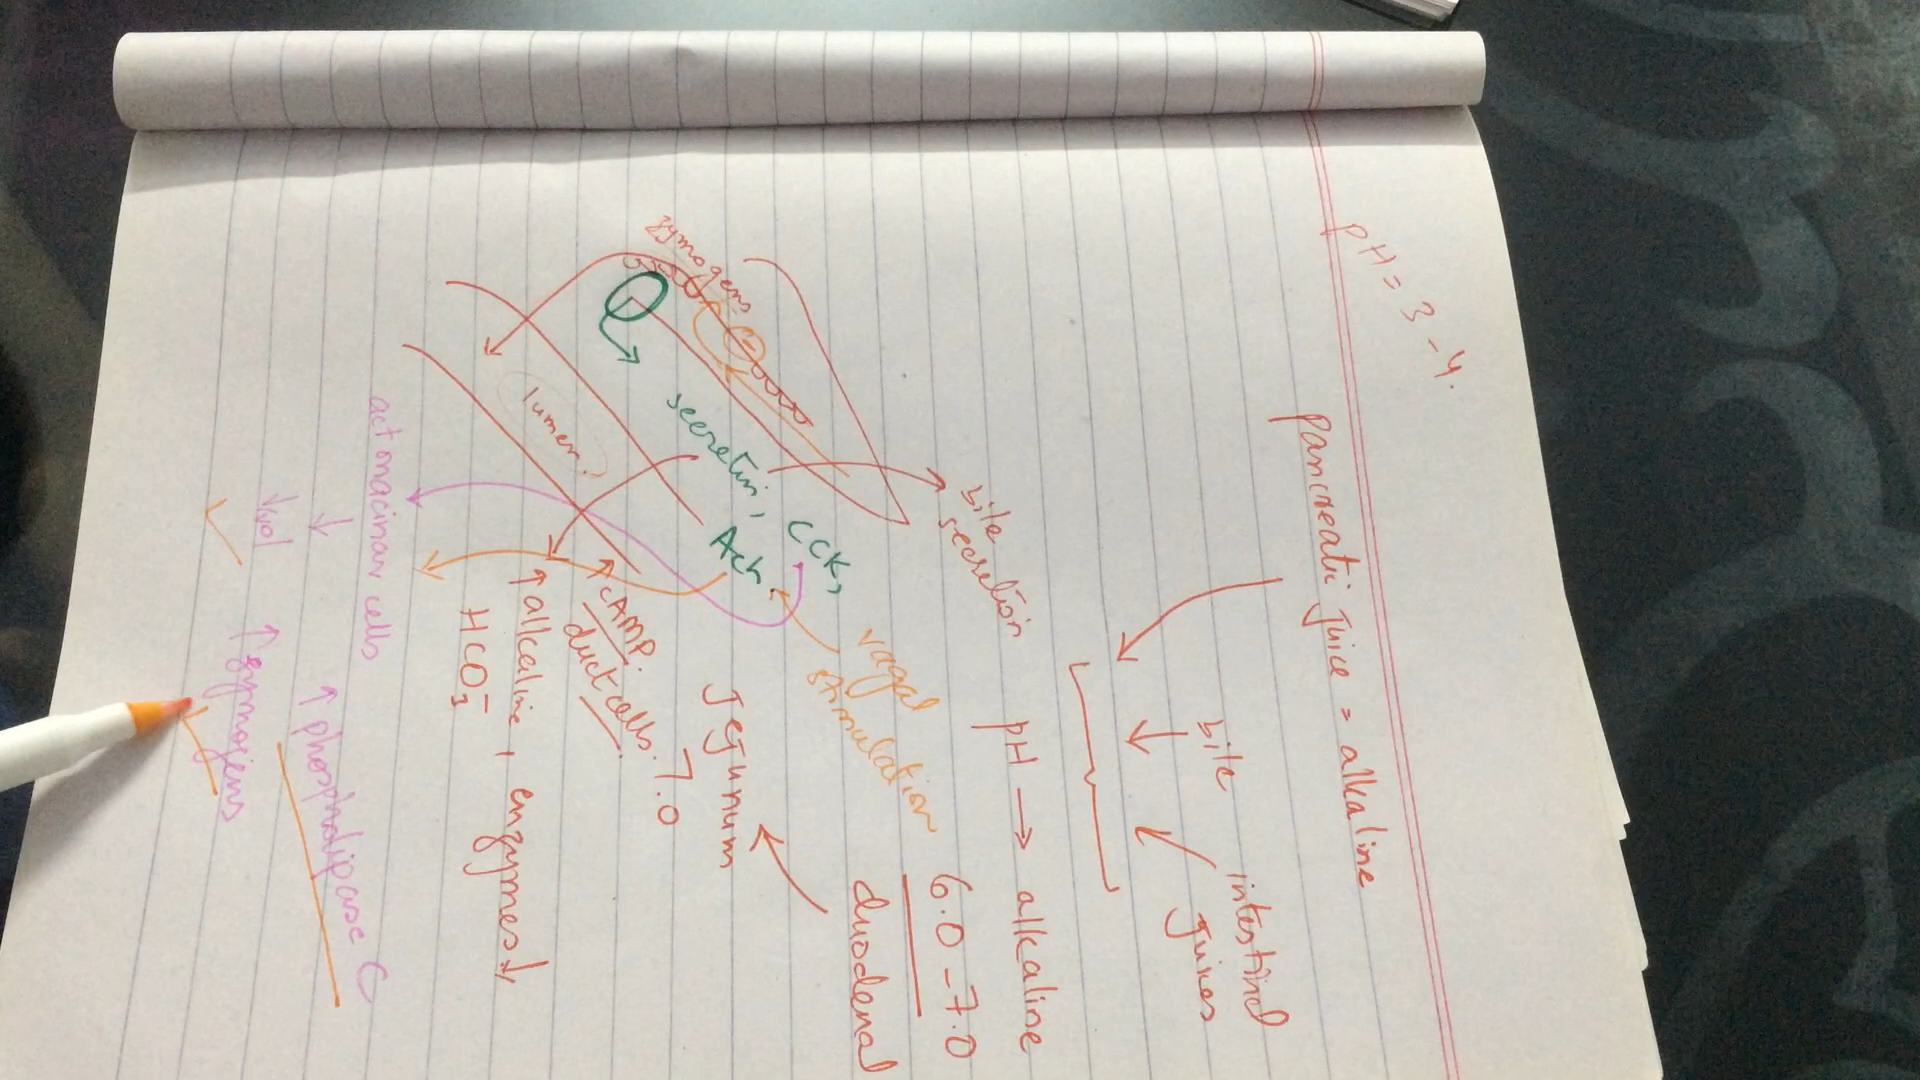 pH = 3 - 4.
pancreatic juice = alkaline
bile
intestinal
juices
pH → alkaline
6.0 - 7.0
duodenal
bile
secretion
vagal
stimulation
Jejunum
7.0
zymogens
secretin, CCK,
Ach
lumen
↑ cAMP.
duct cells.
↑ alkaline, enzymes ↓
HCO3-
act on acinar cells
↓ ↑ phospholipase C
↓ vol ↑ zymogens